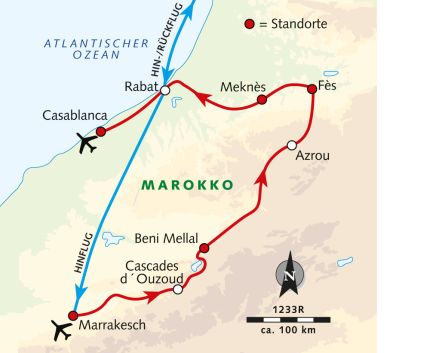 = Standorte
ATLANTISCHER
OZEAN
HIN-/RÜCKFLUG
Rabat
Meknès
Fès
Casablanca
Azrou
MAROKKO
Beni Mellal
HINFLUG
Cascades
d´Ouzoud
N
Marrakesch
1233R
ca. 100 km